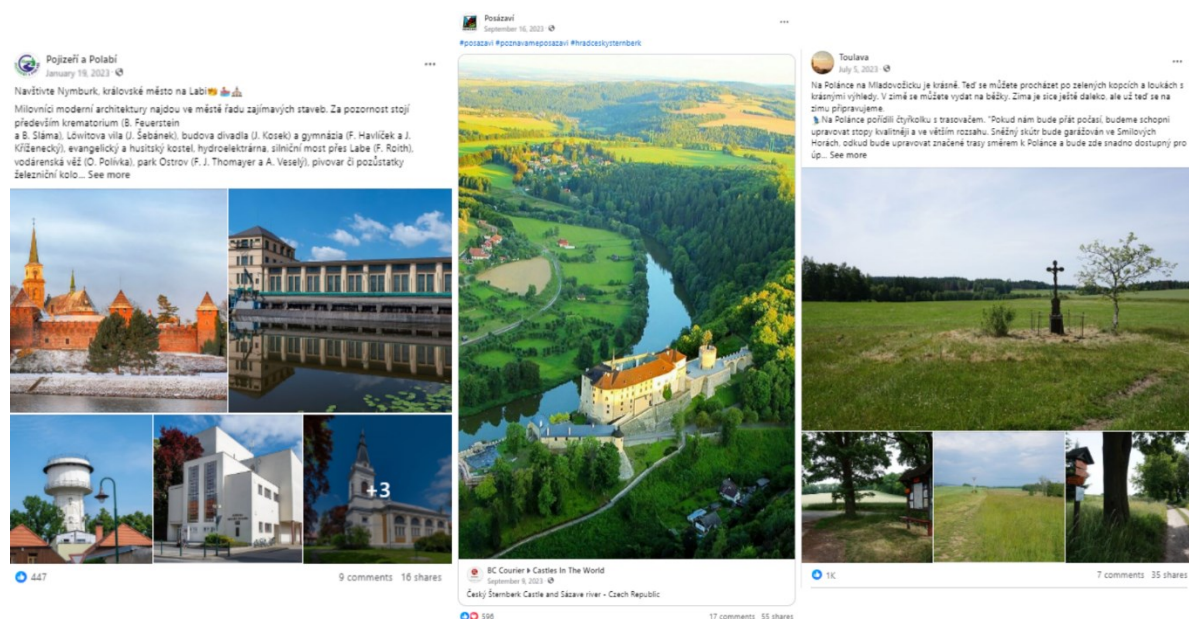 Pojizeří a Polabí
January 19, 2023
Navštivte Nymburk, královské město na Labi
Milovníci moderní architektury najdou ve městě řadu zajímavých staveb. Za pozornost stojí
především krematorium (B. Feuerstein
a B. Sláma), Löwitova vila (J. Šebánek), budova divadla (J. Kosek) a gymnázia (F. Havlíček a J.
Kříženecký), evangelický a husitský kostel, hydroelektrárna, silniční most přes Labe (F. Roith),
vodárenská věž (O. Polívka), park Ostrov (F. J. Thomayer a A. Veselý), pivovar či pozůstatky
železniční kolo... See more
+3
447
9 comments 16 shares
Posázaví
September 16, 2023
#posazavi #poznavameposazavi #hradceskysternberk
BC Courier ▸ Castles In The World
September 9, 2023
Český Šternberk Castle and Sázava river - Czech Republic
596
17 comments 55 shares
Toulava
July 5, 2023
Na Polánce na Mladovožicku je krásně. Teď se můžete procházet po zelených kopcích a loukách s
krásnými výhledy. V zimě se můžete vydat na běžky. Zima je sice ještě daleko, ale už teď se na
zimu připravujeme.
Na Polánce pořídili čtyřkolku s trasovačem. "Pokud nám bude přát počasí, budeme schopni
upravovat stopy kvalitněji a ve větším rozsahu. Sněžný skútr bude garážován ve Smilových
Horách, odkud bude upravovat značené trasy směrem k Polánce a bude zde snadno dostupný pro
úp... See more
1K
7 comments 35 shares